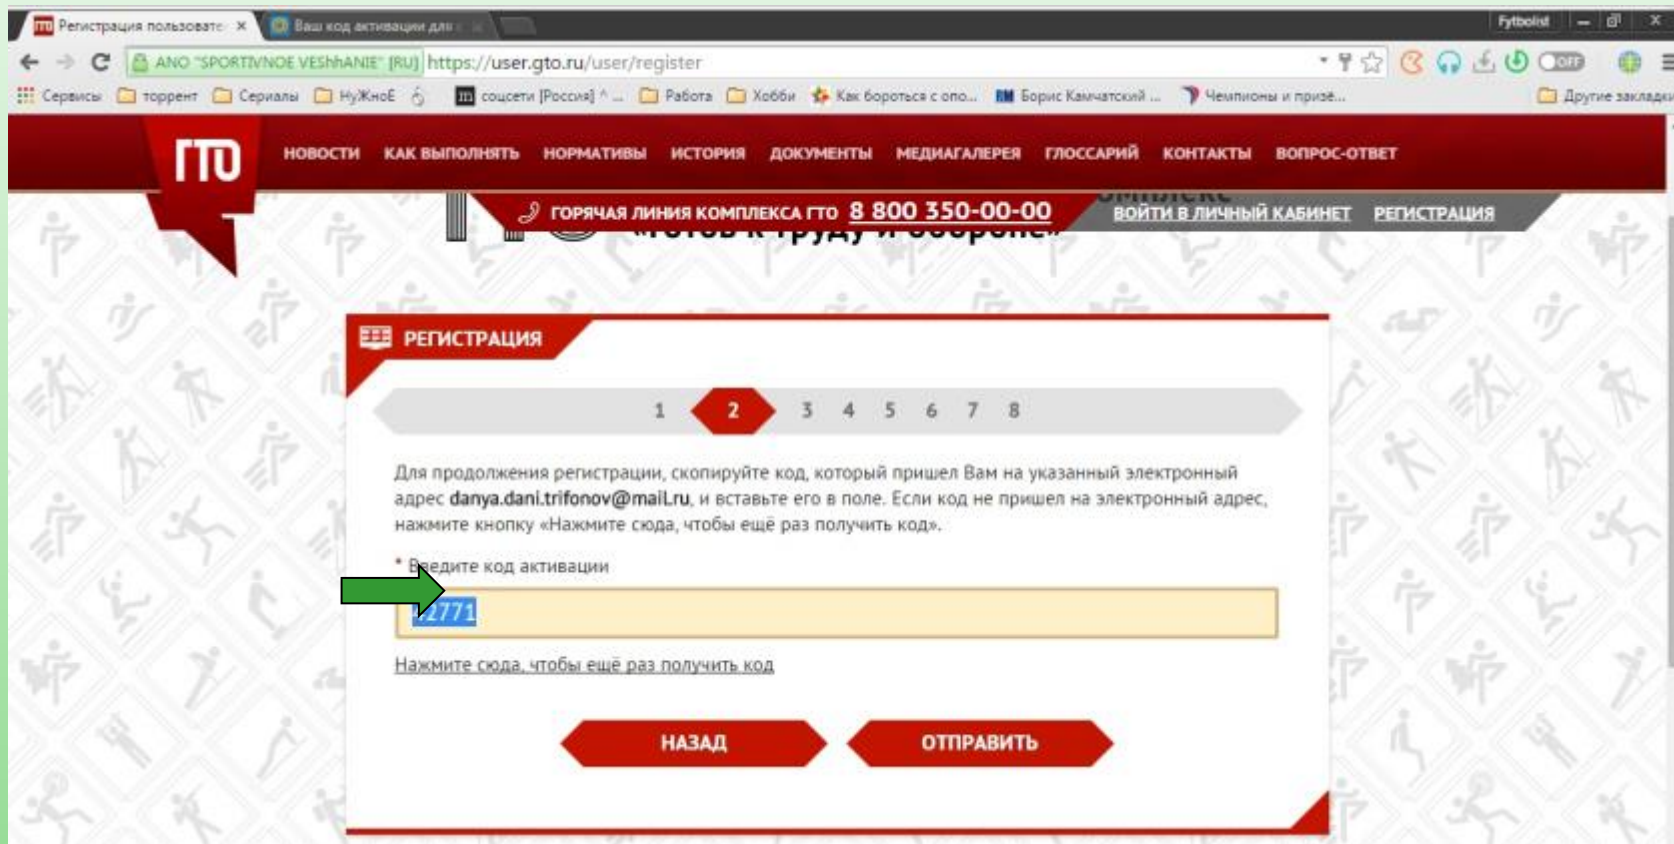 Регистрация пользовате
Ваш код активации для
Fytbolist
ANO "SPORTIVNOE VESHHANIE" [RU] https://user.gto.ru/user/register
OFF
Сервисы торрент Сериалы НуЖноЕ соцсети [Россия] ^ ... Работа Хобби Как бороться с опо... Борис Камчатский ... Чемпионы и призё... Другие закладки
ГТО НОВОСТИ КАК ВЫПОЛНЯТЬ НОРМАТИВЫ ИСТОРИЯ ДОКУМЕНТЫ МЕДИАГАЛЕРЕЯ ГЛОССАРИЙ КОНТАКТЫ ВОПРОС-ОТВЕТ
ГОРЯЧАЯ ЛИНИЯ КОМПЛЕКСА ГТО 8 800 350-00-00 ВОЙТИ В ЛИЧНЫЙ КАБИНЕТ РЕГИСТРАЦИЯ
РЕГИСТРАЦИЯ
1 2 3 4 5 6 7 8
Для продолжения регистрации, скопируйте код, который пришел Вам на указанный электронный
адрес danya.dani.trifonov@mail.ru, и вставьте его в поле. Если код не пришел на электронный адрес,
нажмите кнопку «Нажмите сюда, чтобы ещё раз получить код».
* Введите код активации
42771
Нажмите сюда, чтобы ещё раз получить код
НАЗАД ОТПРАВИТЬ